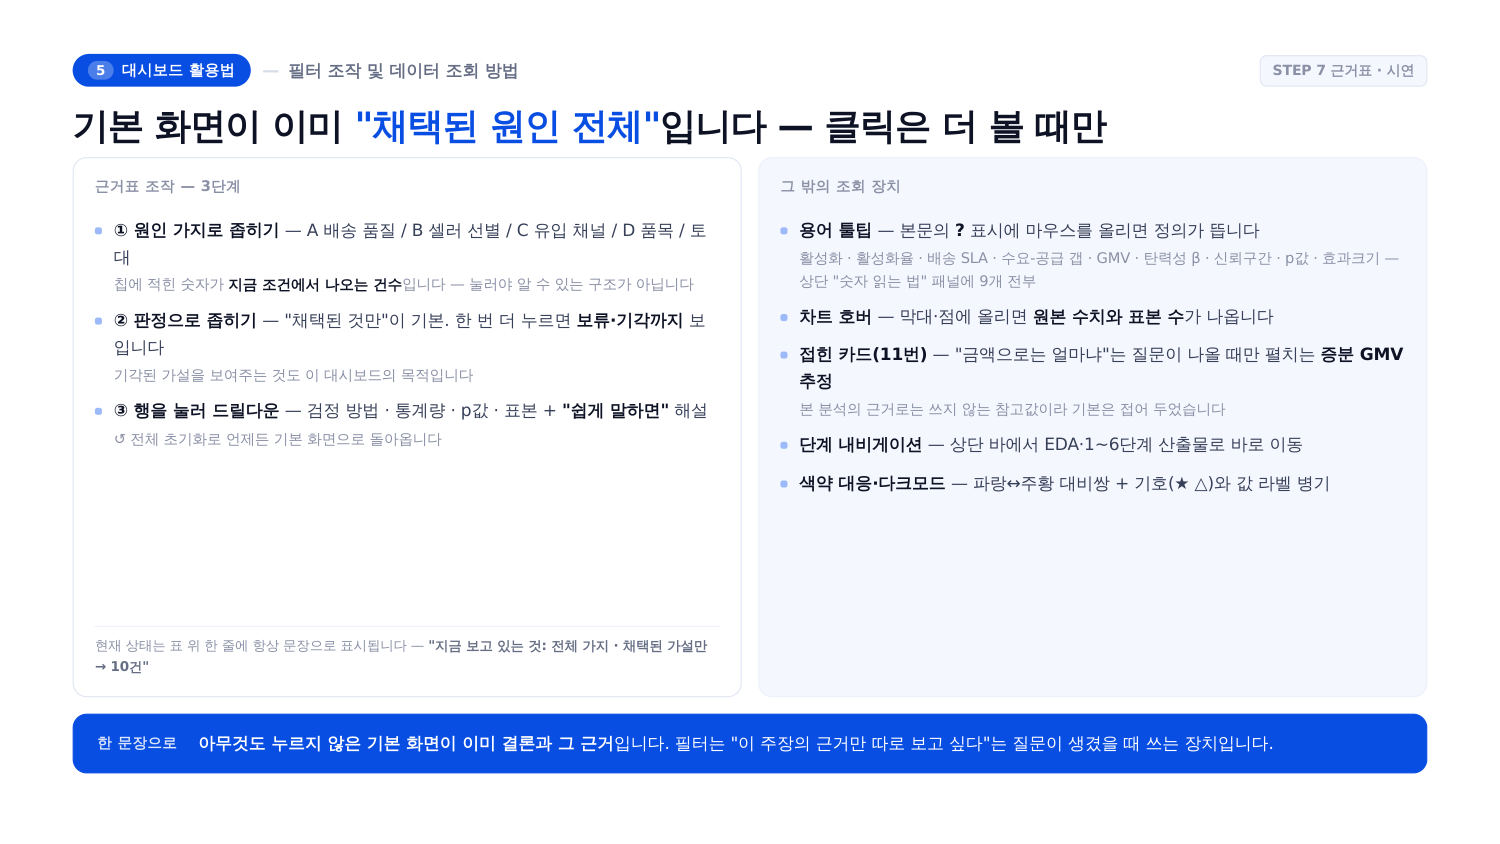 5 대시보드 활용법 — 필터 조작 및 데이터 조회 방법
STEP 7 근거표 · 시연
기본 화면이 이미 "채택된 원인 전체"입니다 — 클릭은 더 볼 때만
근거표 조작 — 3단계
① 원인 가지로 좁히기 — A 배송 품질 / B 셀러 선별 / C 유입 채널 / D 품목 / 토
대
칩에 적힌 숫자가 지금 조건에서 나오는 건수입니다 — 눌러야 알 수 있는 구조가 아닙니다
② 판정으로 좁히기 — "채택된 것만"이 기본. 한 번 더 누르면 보류·기각까지 보
입니다
기각된 가설을 보여주는 것도 이 대시보드의 목적입니다
③ 행을 눌러 드릴다운 — 검정 방법 · 통계량 · p값 · 표본 + "쉽게 말하면" 해설
↺ 전체 초기화로 언제든 기본 화면으로 돌아옵니다
현재 상태는 표 위 한 줄에 항상 문장으로 표시됩니다 — "지금 보고 있는 것: 전체 가지 · 채택된 가설만
→ 10건"
그 밖의 조회 장치
용어 툴팁 — 본문의 ? 표시에 마우스를 올리면 정의가 뜹니다
활성화 · 활성화율 · 배송 SLA · 수요-공급 갭 · GMV · 탄력성 β · 신뢰구간 · p값 · 효과크기 —
상단 "숫자 읽는 법" 패널에 9개 전부
차트 호버 — 막대·점에 올리면 원본 수치와 표본 수가 나옵니다
접힌 카드(11번) — "금액으로는 얼마냐"는 질문이 나올 때만 펼치는 증분 GMV
추정
본 분석의 근거로는 쓰지 않는 참고값이라 기본은 접어 두었습니다
단계 내비게이션 — 상단 바에서 EDA·1~6단계 산출물로 바로 이동
색약 대응·다크모드 — 파랑↔주황 대비쌍 + 기호(★ △)와 값 라벨 병기
한 문장으로 아무것도 누르지 않은 기본 화면이 이미 결론과 그 근거입니다. 필터는 "이 주장의 근거만 따로 보고 싶다"는 질문이 생겼을 때 쓰는 장치입니다.